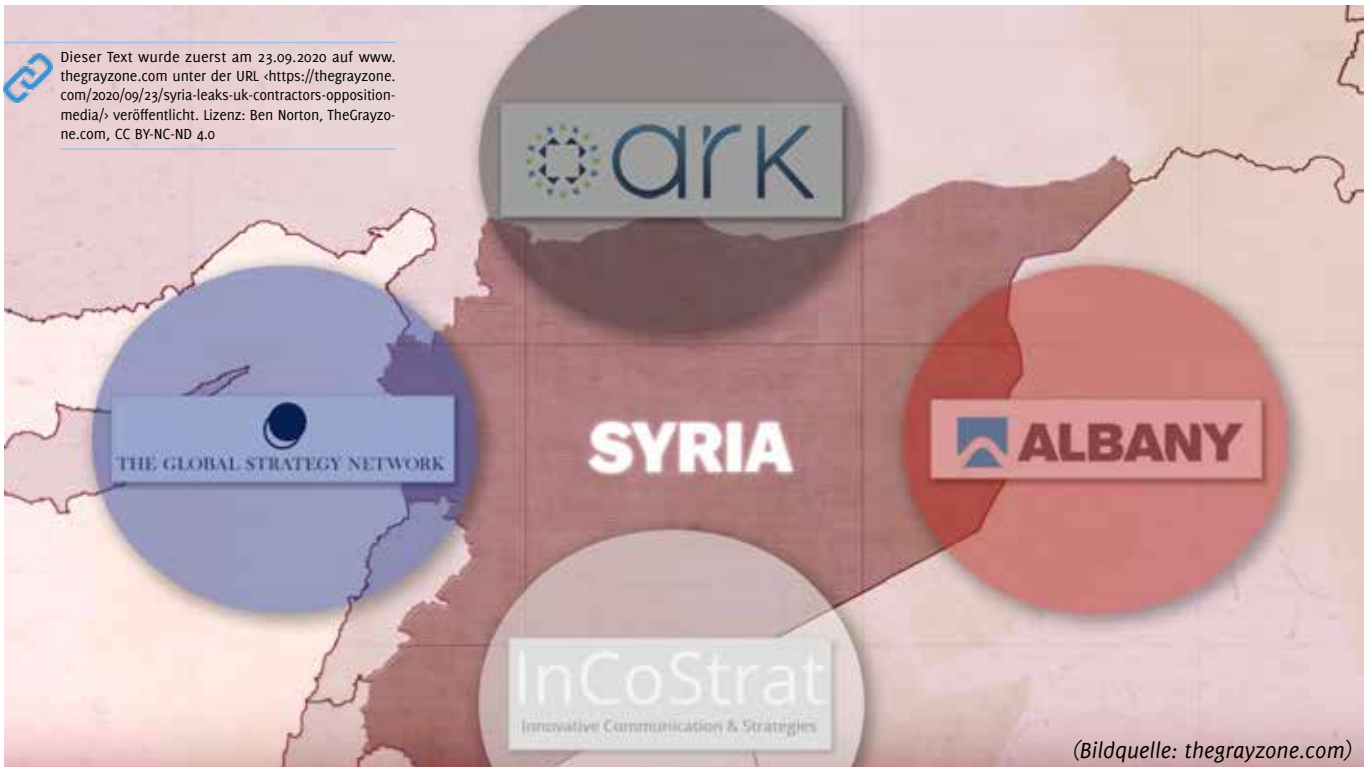 Dieser Text wurde zuerst am 23.09.2020 auf www.
thegrayzone.com unter der URL ‹https://thegrayzone.
com/2020/09/23/syria-leaks-uk-contractors-opposition-
media/› veröffentlicht. Lizenz: Ben Norton, TheGrayzo-
ne.com, CC BY-NC-ND 4.0
ark
THE GLOBAL STRATEGY NETWORK
SYRIA
ALBANY
InCoStrat
Innovative Communication & Strategies
(Bildquelle: thegrayzone.com)